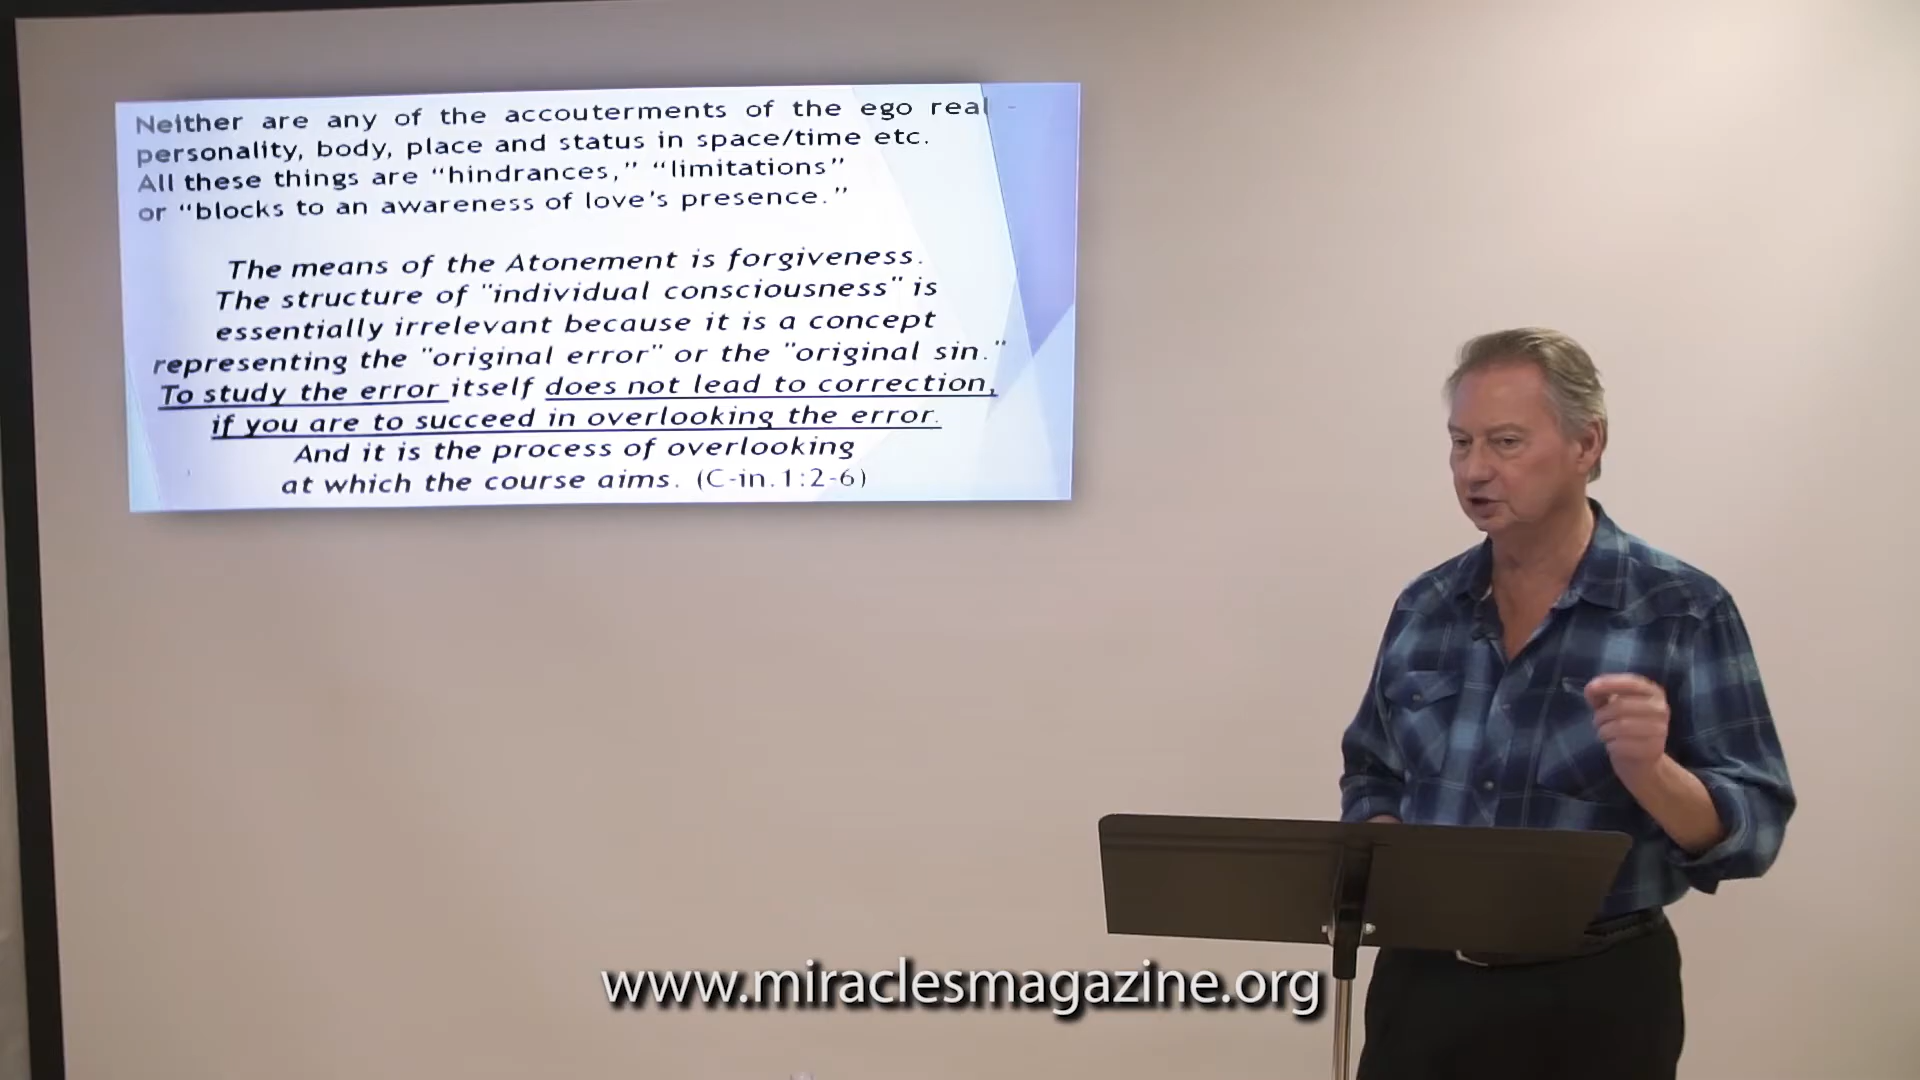 Neither are any of the accouterments of the ego real -
personality, body, place and status in space/time etc.
All these things are “hindrances,” “limitations”
or “blocks to an awareness of love’s presence.”
The means of the Atonement is forgiveness.
The structure of "individual consciousness" is
essentially irrelevant because it is a concept
representing the "original error" or the "original sin."
To study the error itself does not lead to correction,
if you are to succeed in overlooking the error.
And it is the process of overlooking
at which the course aims. (C-in.1:2-6)
www.miraclesmagazine.org